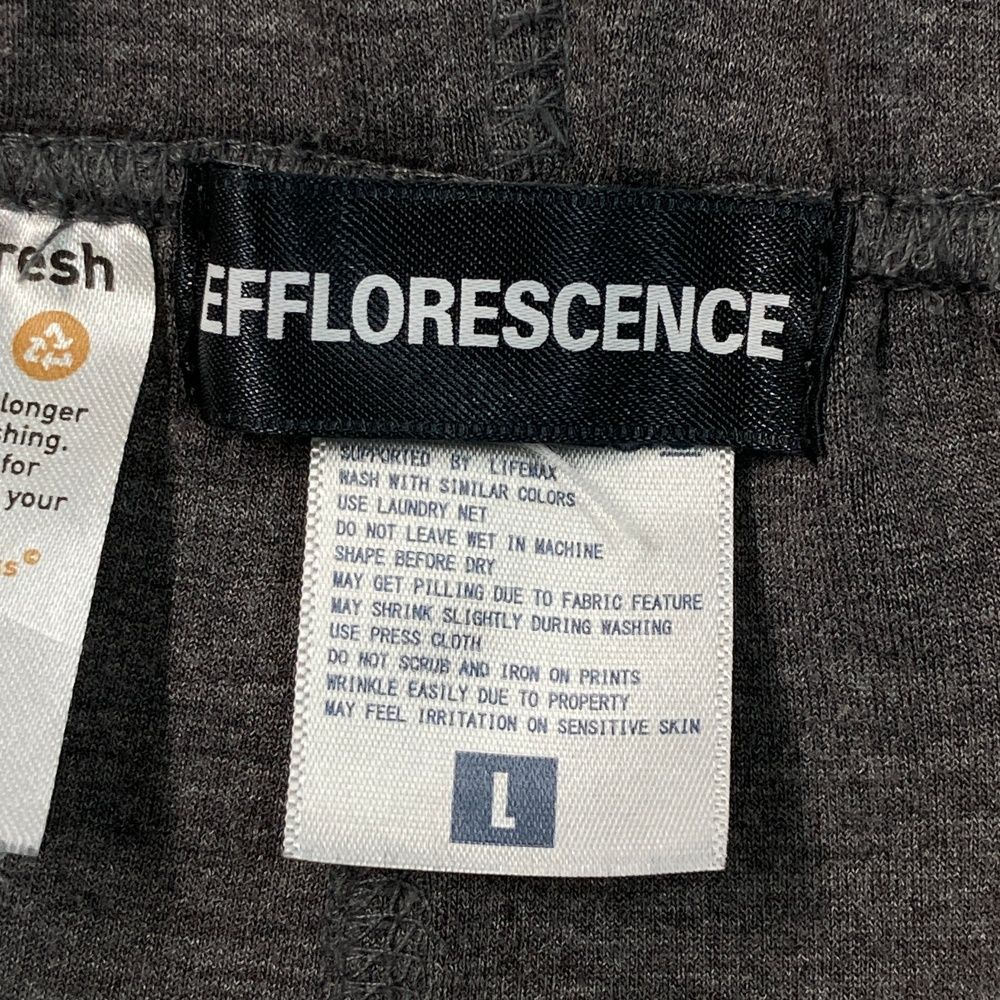 resh
longer
hing.
for
your
s©
EFFLORESCENCE
SUPPORTED BY LIFEMAX
WASH WITH SIMILAR COLORS
USE LAUNDRY NET
DO NOT LEAVE WET IN MACHINE
SHAPE BEFORE DRY
MAY GET PILLING DUE TO FABRIC FEATURE
MAY SHRINK SLIGHTLY DURING WASHING
USE PRESS CLOTH
DO NOT SCRUB AND IRON ON PRINTS
WRINKLE EASILY DUE TO PROPERTY
MAY FEEL IRRITATION ON SENSITIVE SKIN
L